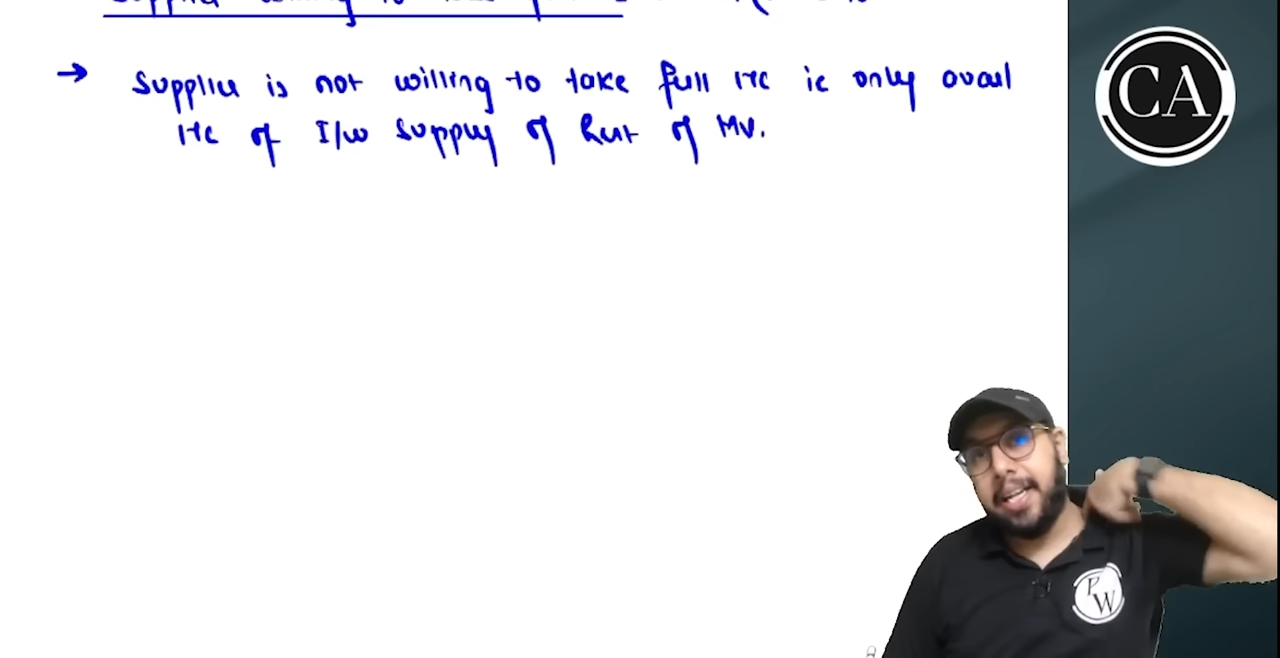 → Supplier is not willing to take full ITC ie only avail
ITC of I/w supply of Rent of MV.
CA
PW